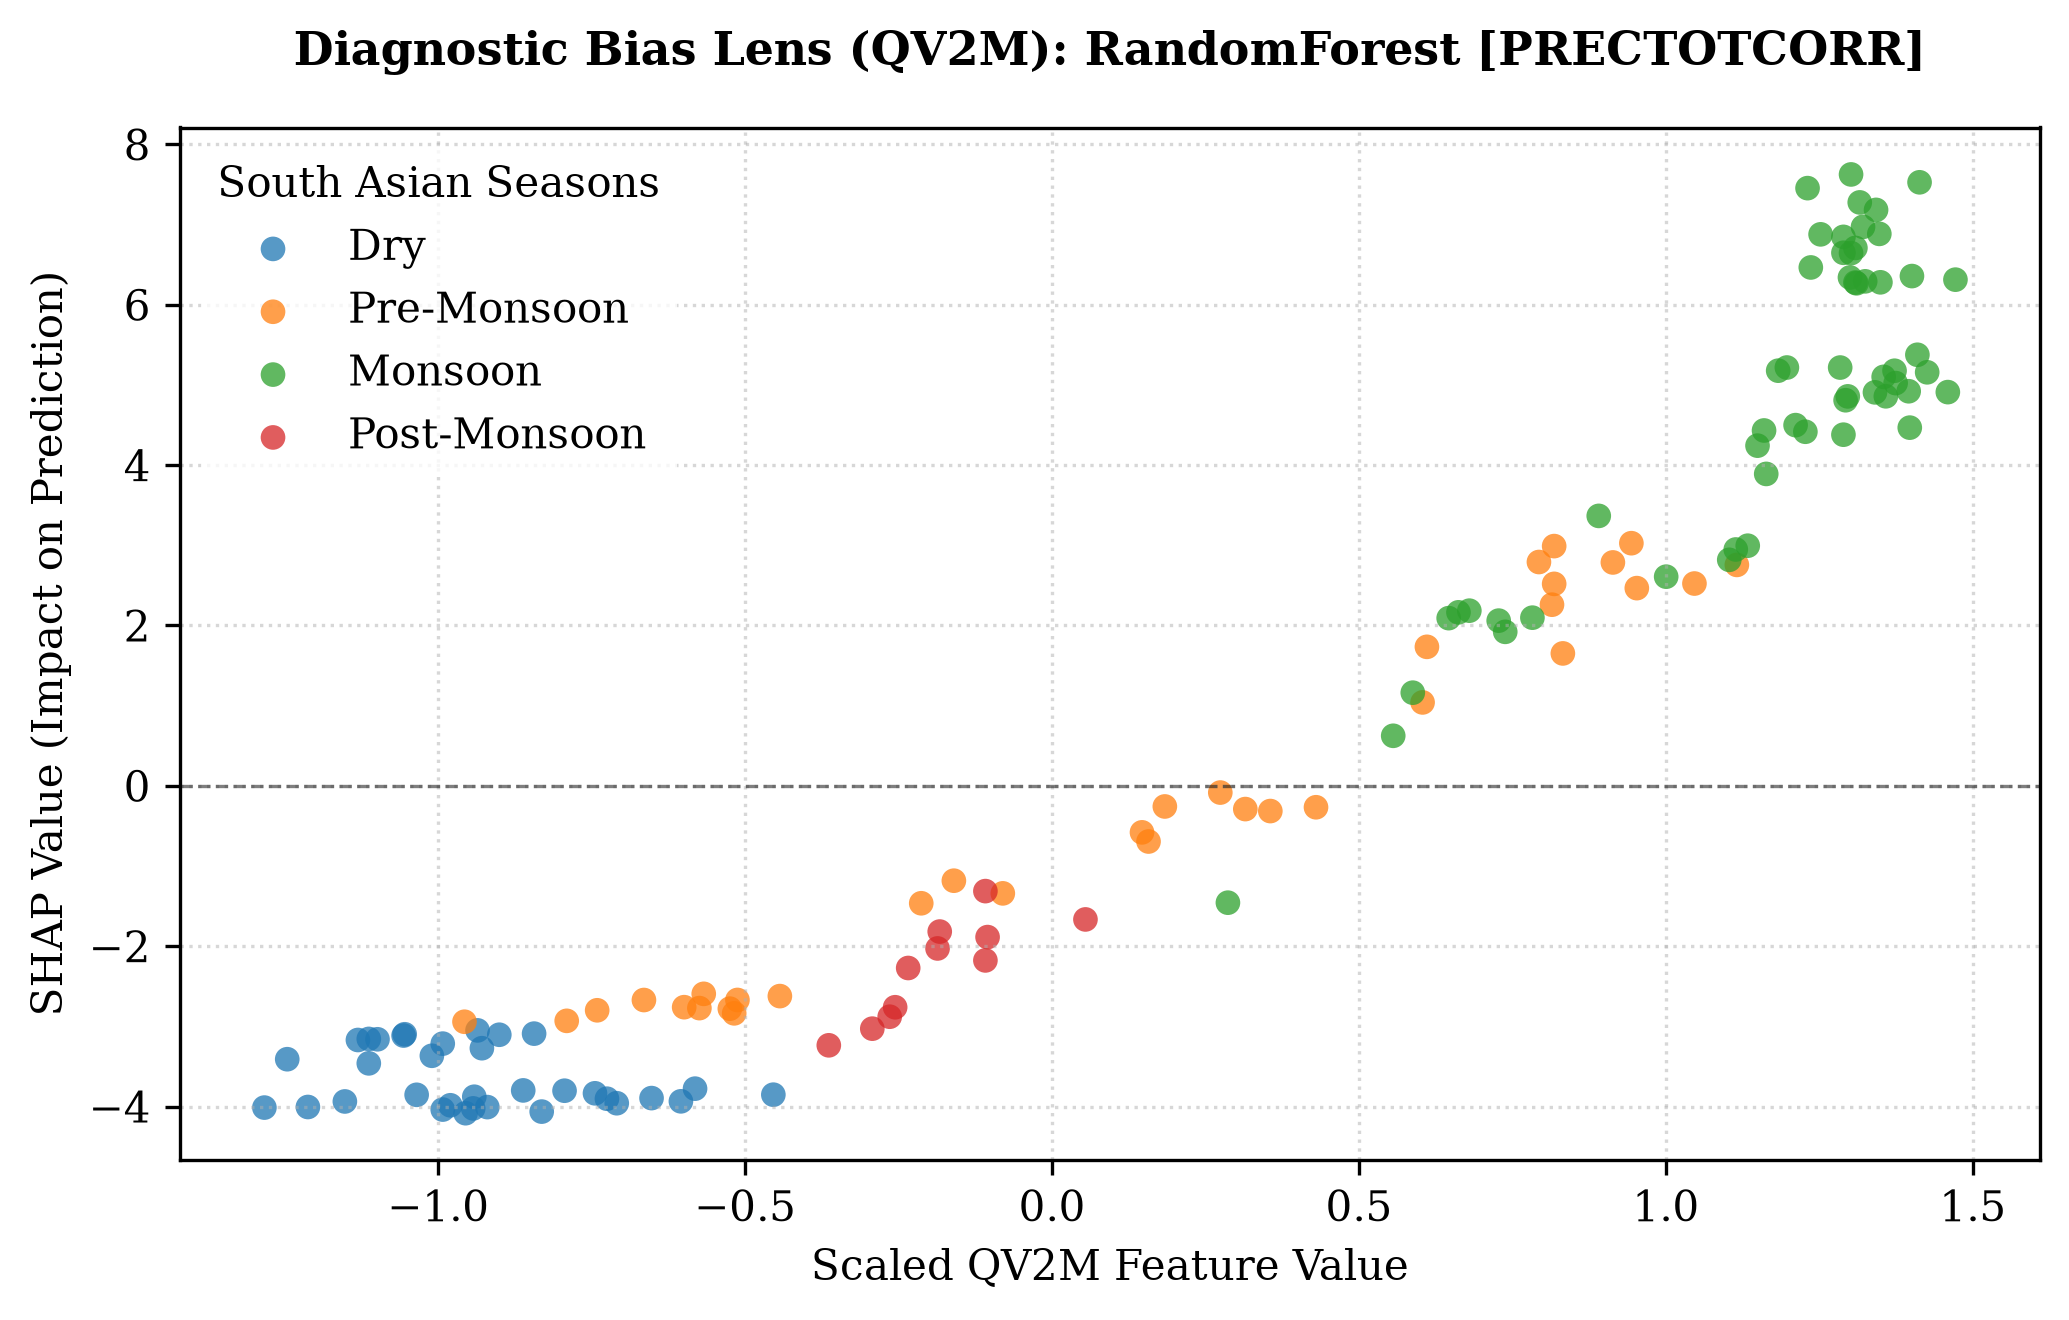 Diagnostic Bias Lens (QV2M): RandomForest [PRECTOTCORR]
SHAP Value (Impact on Prediction)
8
6
4
2
0
−2
−4
South Asian Seasons
Dry
Pre-Monsoon
Monsoon
Post-Monsoon
−1.0
−0.5
0.0
0.5
1.0
1.5
Scaled QV2M Feature Value